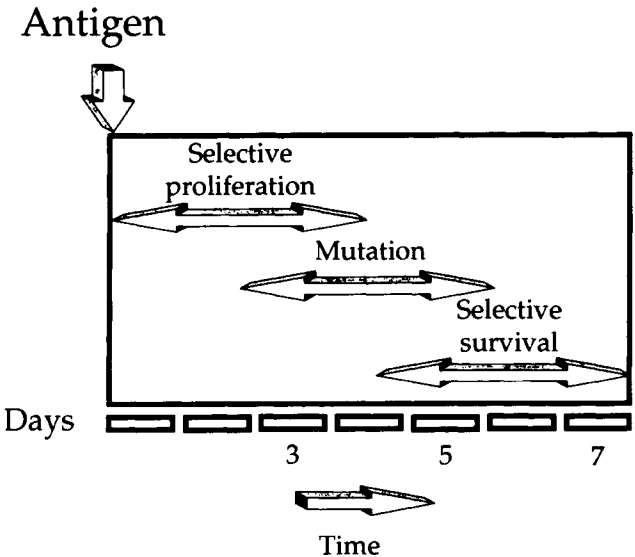 Antigen
Selective
proliferation
Mutation
Selective
survival
Days
3 5 7
Time